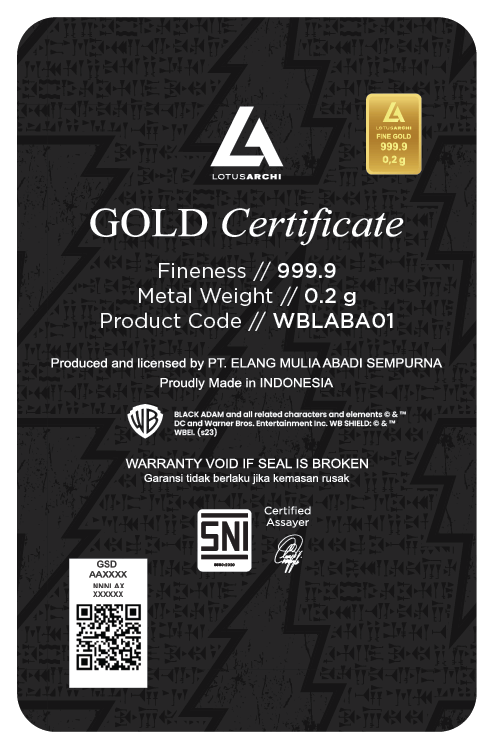 LOTUSARCHI
LOTUSARCHI
FINE GOLD
999.9
0,2 g
GOLD Certificate
Fineness // 999.9
Metal Weight // 0.2 g
Product Code // WBLABA01
Produced and licensed by PT. ELANG MULIA ABADI SEMPURNA
Proudly Made in INDONESIA
WB
BLACK ADAM and all related characters and elements © & ™
DC and Warner Bros. Entertainment Inc. WB SHIELD: © & ™
WBEI. (s23)
WARRANTY VOID IF SEAL IS BROKEN
Garansi tidak berlaku jika kemasan rusak
SNI
Certified
Assayer
GSD
AAXXXX
XXXXXX